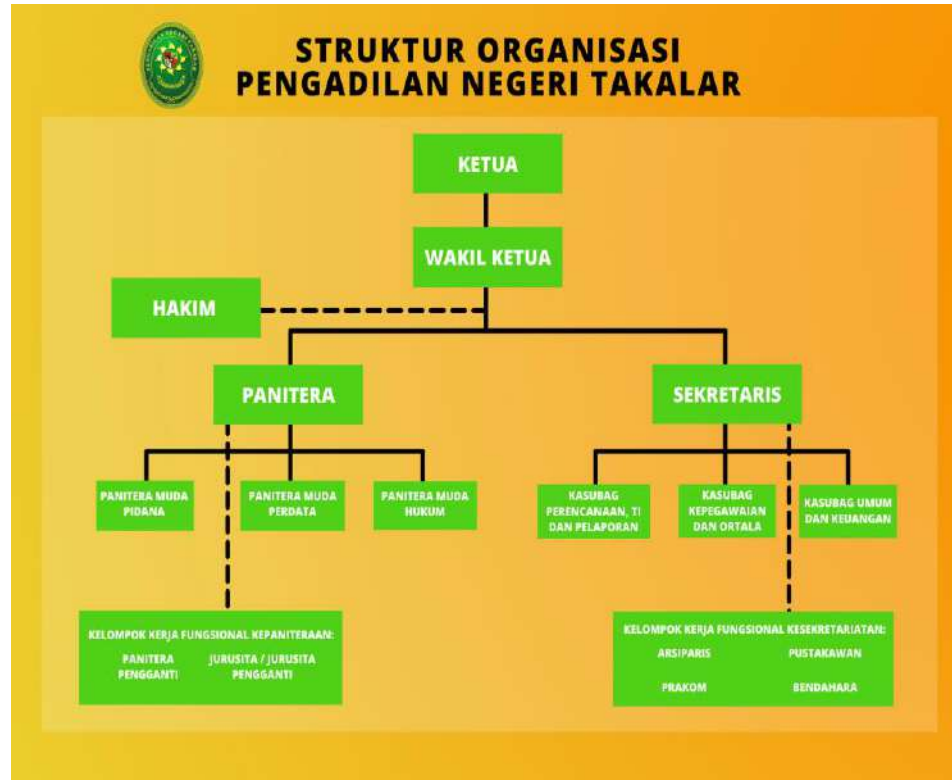 STRUKTUR ORGANISASI
PENGADILAN NEGERI TAKALAR
KETUA
WAKIL KETUA
HAKIM
PANITERA
SEKRETARIS
PANITERA MUDA
PIDANA
PANITERA MUDA
PERDATA
PANITERA MUDA
HUKUM
KASUBAG
PERENCANAAN, TI
DAN PELAPORAN
KASUBAG
KEPEGAWAIAN
DAN ORTALA
KASUBAG UMUM
DAN KEUANGAN
KELOMPOK KERJA FUNGSIONAL KEPANITERAAN:
PANITERA
PENGGANTI
JURUSITA / JURUSITA
PENGGANTI
KELOMPOK KERJA FUNGSIONAL KESEKRETARIATAN:
ARSIPARIS
PUSTAKAWAN
PRAKOM
BENDAHARA